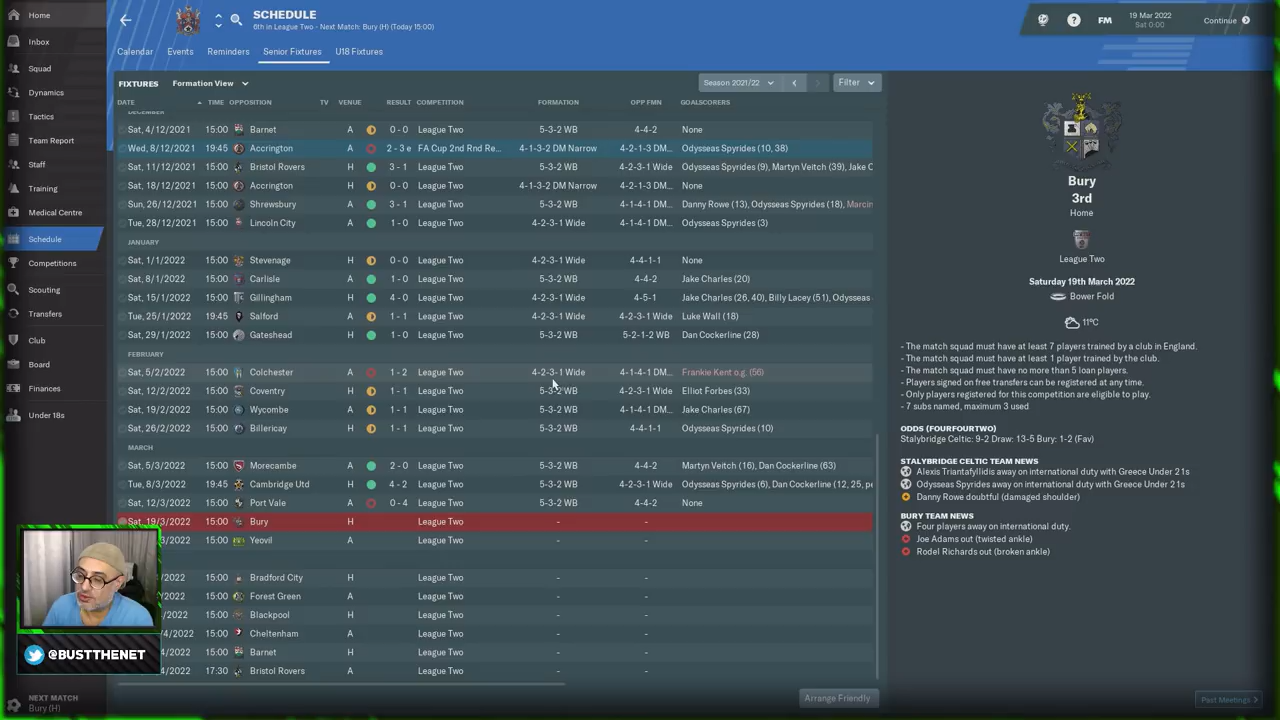 Home
Inbox
Squad
Dynamics
Tactics
Team Report
Staff
Training
Medical Centre
Schedule
Competitions
Scouting
Transfers
Club
Board
Finances
Under 18s
NEXT MATCH
Bury (H)
SCHEDULE
6th in League Two - Next Match: Bury (H) (Today 15:00)
FM
19 Mar 2022
Sat 0:00
Continue
Calendar Events Reminders Senior Fixtures U18 Fixtures
FIXTURES Formation View Season 2021/22 Filter
DATE TIME OPPOSITION TV VENUE RESULT COMPETITION FORMATION OPP FMN GOALSCORERS
DECEMBER
Sat, 4/12/2021 15:00 Barnet A 0 - 0 League Two 5-3-2 WB 4-4-2 None
Wed, 8/12/2021 19:45 Accrington A 2 - 3 e FA Cup 2nd Rnd Re... 4-1-3-2 DM Narrow 4-2-1-3 DM... Odysseas Spyrides (10, 38)
Sat, 11/12/2021 15:00 Bristol Rovers H 3 - 1 League Two 5-3-2 WB 4-2-3-1 Wide Odysseas Spyrides (9), Martyn Veitch (39), Jake C
Sat, 18/12/2021 15:00 Accrington H 0 - 0 League Two 4-1-3-2 DM Narrow 4-2-1-3 DM... None
Sun, 26/12/2021 15:00 Shrewsbury A 3 - 1 League Two 5-3-2 WB 4-1-4-1 DM... Danny Rowe (13), Odysseas Spyrides (18), Marcin
Tue, 28/12/2021 15:00 Lincoln City H 1 - 0 League Two 4-2-3-1 Wide 4-1-4-1 DM... Odysseas Spyrides (3)
JANUARY
Sat, 1/1/2022 15:00 Stevenage H 0 - 0 League Two 4-2-3-1 Wide 4-4-1-1 None
Sat, 8/1/2022 15:00 Carlisle A 1 - 0 League Two 5-3-2 WB 4-4-2 Jake Charles (20)
Sat, 15/1/2022 15:00 Gillingham H 4 - 0 League Two 4-2-3-1 Wide 4-5-1 Jake Charles (26, 40), Billy Lacey (51), Odysseas
Tue, 25/1/2022 19:45 Salford A 1 - 1 League Two 4-2-3-1 Wide 4-2-3-1 Wide Luke Wall (18)
Sat, 29/1/2022 15:00 Gateshead H 1 - 0 League Two 5-3-2 WB 5-2-1-2 WB Dan Cockerline (28)
FEBRUARY
Sat, 5/2/2022 15:00 Colchester A 1 - 2 League Two 4-2-3-1 Wide 4-1-4-1 DM... Frankie Kent o.g. (56)
Sat, 12/2/2022 15:00 Coventry H 1 - 1 League Two 5-3-2 WB 4-2-3-1 Wide Elliot Forbes (33)
Sat, 19/2/2022 15:00 Wycombe A 1 - 1 League Two 5-3-2 WB 4-1-4-1 DM... Jake Charles (67)
Sat, 26/2/2022 15:00 Billericay H 1 - 1 League Two 5-3-2 WB 4-4-1-1 Odysseas Spyrides (10)
MARCH
Sat, 5/3/2022 15:00 Morecambe A 2 - 0 League Two 5-3-2 WB 4-4-2 Martyn Veitch (16), Dan Cockerline (63)
Tue, 8/3/2022 19:45 Cambridge Utd H 4 - 2 League Two 5-3-2 WB 4-2-3-1 Wide Odysseas Spyrides (6), Dan Cockerline (12, 25, pe
Sat, 12/3/2022 15:00 Port Vale A 0 - 4 League Two 5-3-2 WB 4-4-2 None
Sat, 19/3/2022 15:00 Bury H League Two - -
3/2022 15:00 Yeovil A League Two - -
/2022 15:00 Bradford City H League Two - -
2022 15:00 Forest Green A League Two - -
/2022 15:00 Blackpool H League Two - -
4/2022 15:00 Cheltenham A League Two - -
4/2022 15:00 Barnet H League Two - -
4/2022 17:30 Bristol Rovers A League Two - -
Arrange Friendly
@BUSTTHENET
Bury
3rd
Home
League Two
Saturday 19th March 2022
Bower Fold
11°C
- The match squad must have at least 7 players trained by a club in England.
- The match squad must have at least 1 player trained by the club.
- The match squad must have no more than 5 loan players.
- Players signed on free transfers can be registered at any time.
- Only players registered for this competition are eligible to play.
- 7 subs named, maximum 3 used
ODDS (FOURFOURTWO)
Stalybridge Celtic: 9-2 Draw: 13-5 Bury: 1-2 (Fav)
STALYBRIDGE CELTIC TEAM NEWS
Alexis Triantafyllidis away on international duty with Greece Under 21s
Odysseas Spyrides away on international duty with Greece Under 21s
Danny Rowe doubtful (damaged shoulder)
BURY TEAM NEWS
Four players away on international duty.
Joe Adams out (twisted ankle)
Rodel Richards out (broken ankle)
Past Meetings